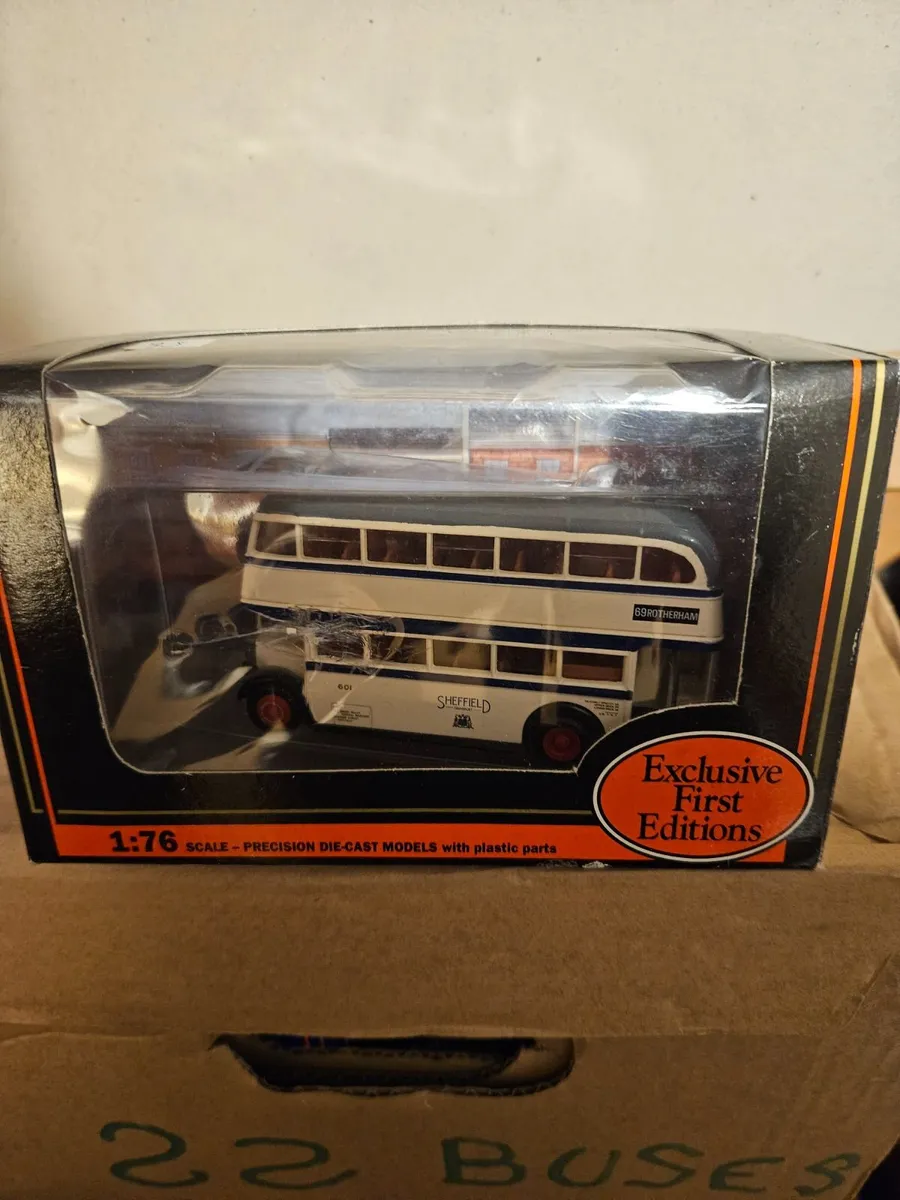 69 ROTHERHAM
601
SHEFFIELD
TRANSPORT
Exclusive
First
Editions
1:76 SCALE – PRECISION DIE-CAST MODELS with plastic parts
22 BUSES